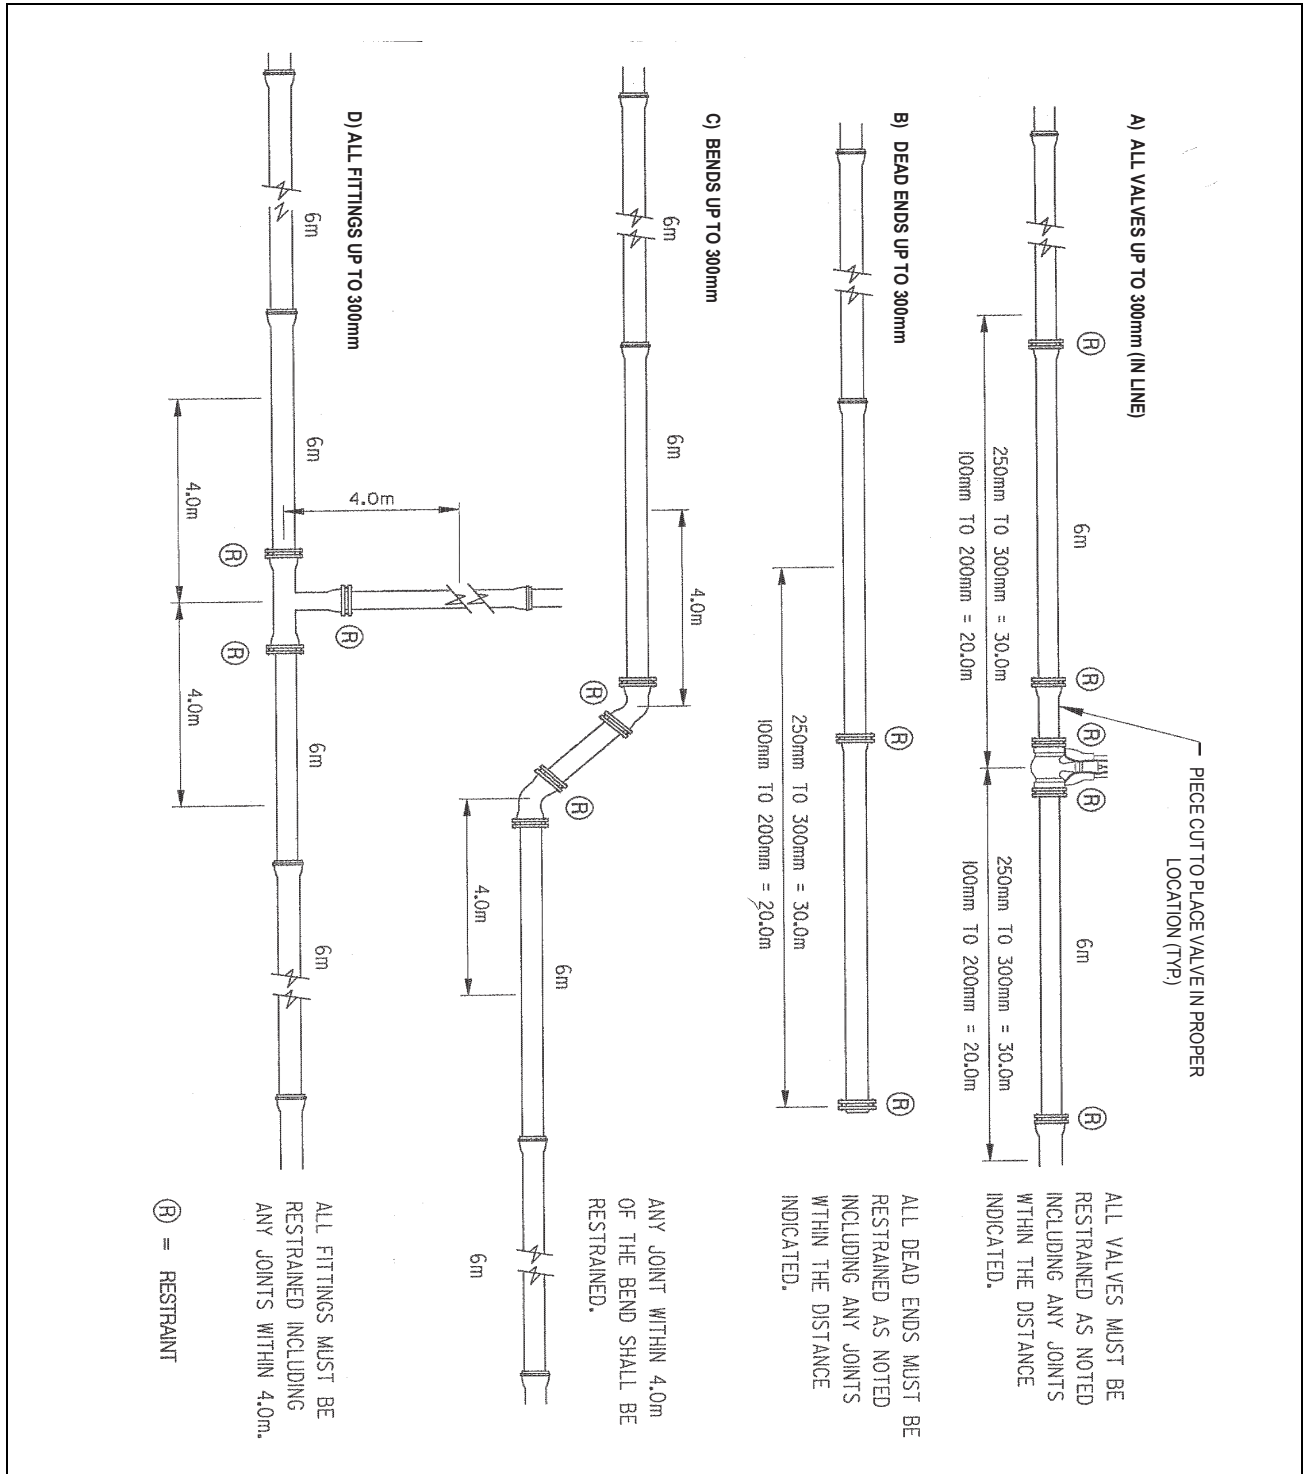 A) ALL VALVES UP TO 300mm (IN LINE)
PIECE CUT TO PLACE VALVE IN PROPER
LOCATION (TYP.)
R
R
R
R
R
6m
6m
250mm TO 300mm = 30.0m
100mm TO 200mm = 20.0m
250mm TO 300mm = 30.0m
100mm TO 200mm = 20.0m
ALL VALVES MUST BE
RESTRAINED AS NOTED
INCLUDING ANY JOINTS
WTHIN THE DISTANCE
INDICATED.
B) DEAD ENDS UP TO 300mm
R
R
250mm TO 300mm = 30.0m
100mm TO 200mm = 20.0m
ALL DEAD ENDS MUST BE
RESTRAINED AS NOTED
INCLUDING ANY JOINTS
WTHIN THE DISTANCE
INDICATED.
C) BENDS UP TO 300mm
6m
6m
4.0m
R
R
4.0m
6m
6m
ANY JOINT WITHIN 4.0m
OF THE BEND SHALL BE
RESTRAINED.
D) ALL FITTINGS UP TO 300mm
6m
6m
4.0m
4.0m
R
R
R
4.0m
6m
6m
ALL FITTINGS MUST BE
RESTRAINED INCLUDING
ANY JOINTS WITHIN 4.0m.
R = RESTRAINT